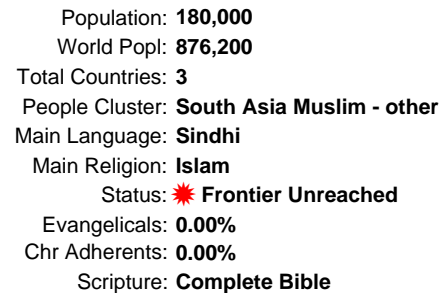 Population: 180,000
World Popl: 876,200
Total Countries: 3
People Cluster: South Asia Muslim - other
Main Language: Sindhi
Main Religion: Islam
Status: Frontier Unreached
Evangelicals: 0.00%
Chr Adherents: 0.00%
Scripture: Complete Bible